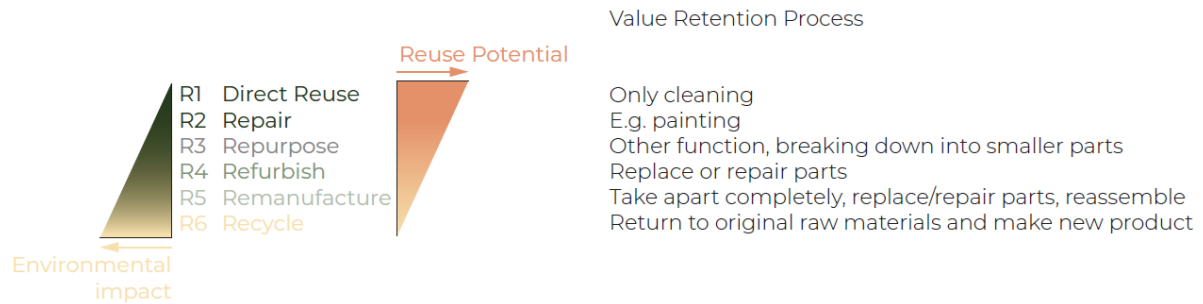 Value Retention Process
Reuse Potential
R1 Direct Reuse Only cleaning
R2 Repair E.g. painting
R3 Repurpose Other function, breaking down into smaller parts
R4 Refurbish Replace or repair parts
R5 Remanufacture Take apart completely, replace/repair parts, reassemble
R6 Recycle Return to original raw materials and make new product
Environmental
impact